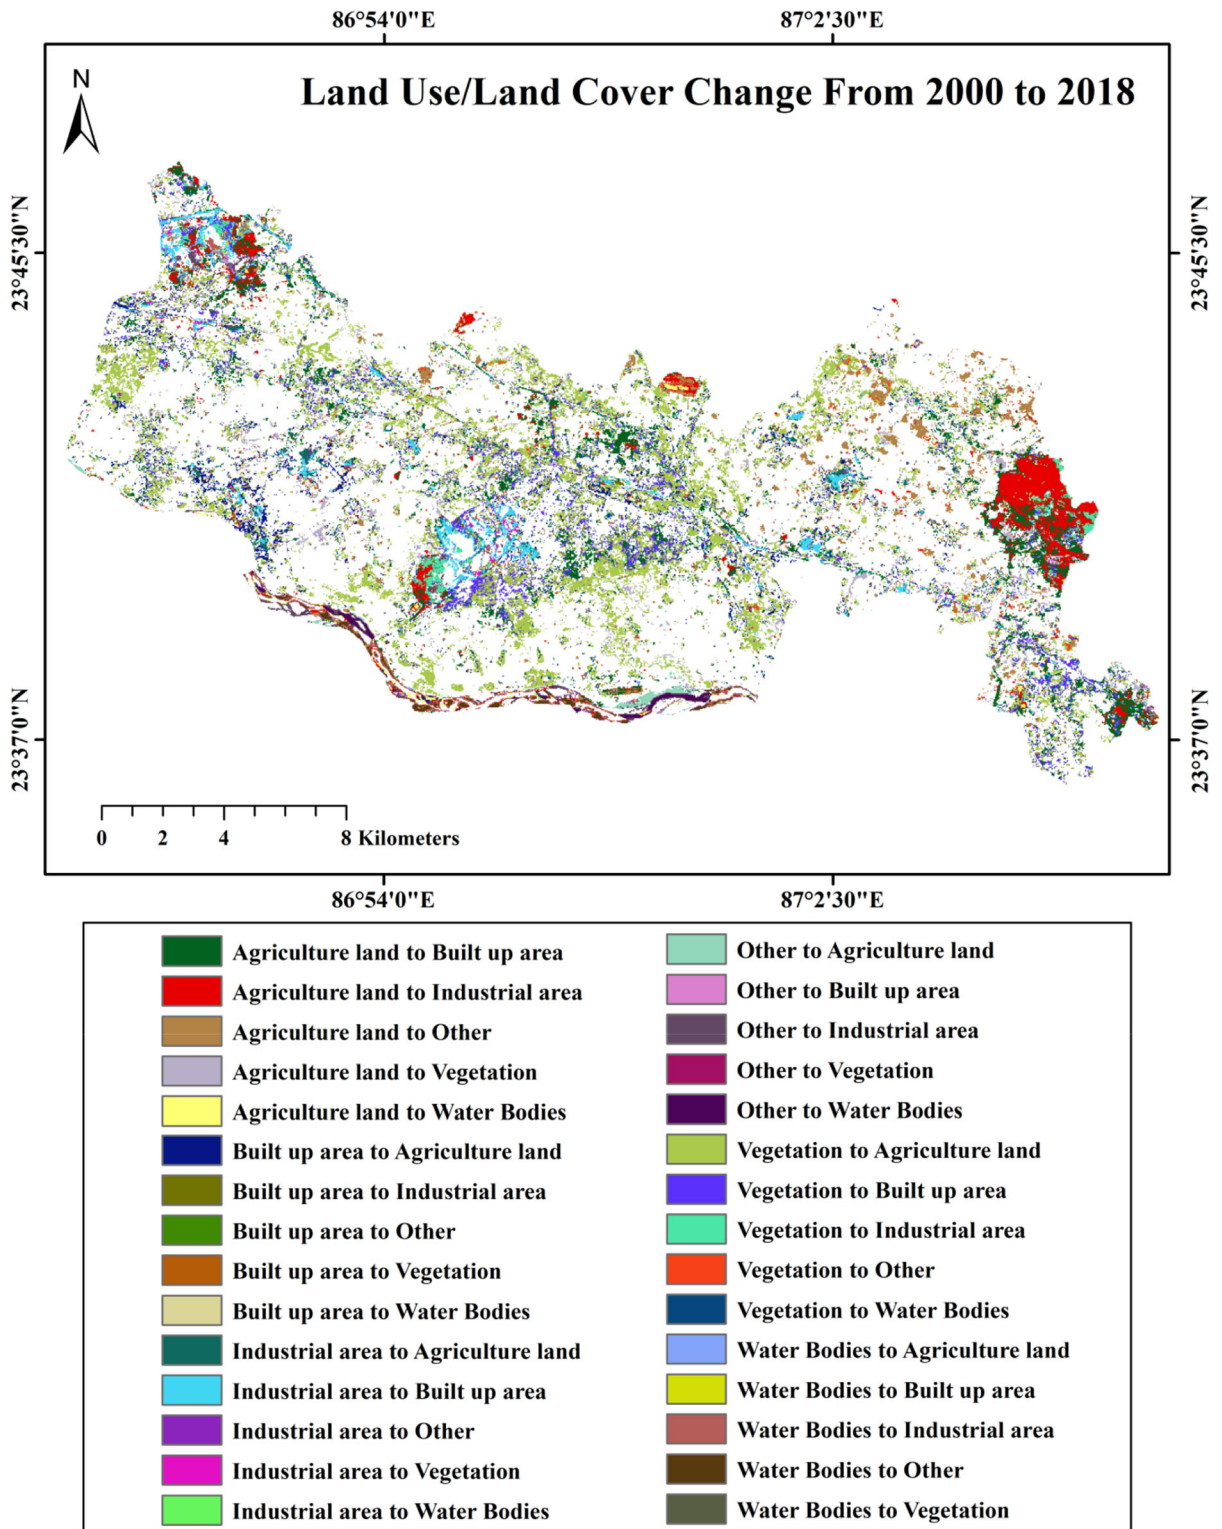 86°54'0"E 87°2'30"E
N
Land Use/Land Cover Change From 2000 to 2018
23°45'30"N 23°45'30"N
23°37'0"N 23°37'0"N
0 2 4 8 Kilometers
86°54'0"E 87°2'30"E
Agriculture land to Built up area
Agriculture land to Industrial area
Agriculture land to Other
Agriculture land to Vegetation
Agriculture land to Water Bodies
Built up area to Agriculture land
Built up area to Industrial area
Built up area to Other
Built up area to Vegetation
Built up area to Water Bodies
Industrial area to Agriculture land
Industrial area to Built up area
Industrial area to Other
Industrial area to Vegetation
Industrial area to Water Bodies
Other to Agriculture land
Other to Built up area
Other to Industrial area
Other to Vegetation
Other to Water Bodies
Vegetation to Agriculture land
Vegetation to Built up area
Vegetation to Industrial area
Vegetation to Other
Vegetation to Water Bodies
Water Bodies to Agriculture land
Water Bodies to Built up area
Water Bodies to Industrial area
Water Bodies to Other
Water Bodies to Vegetation